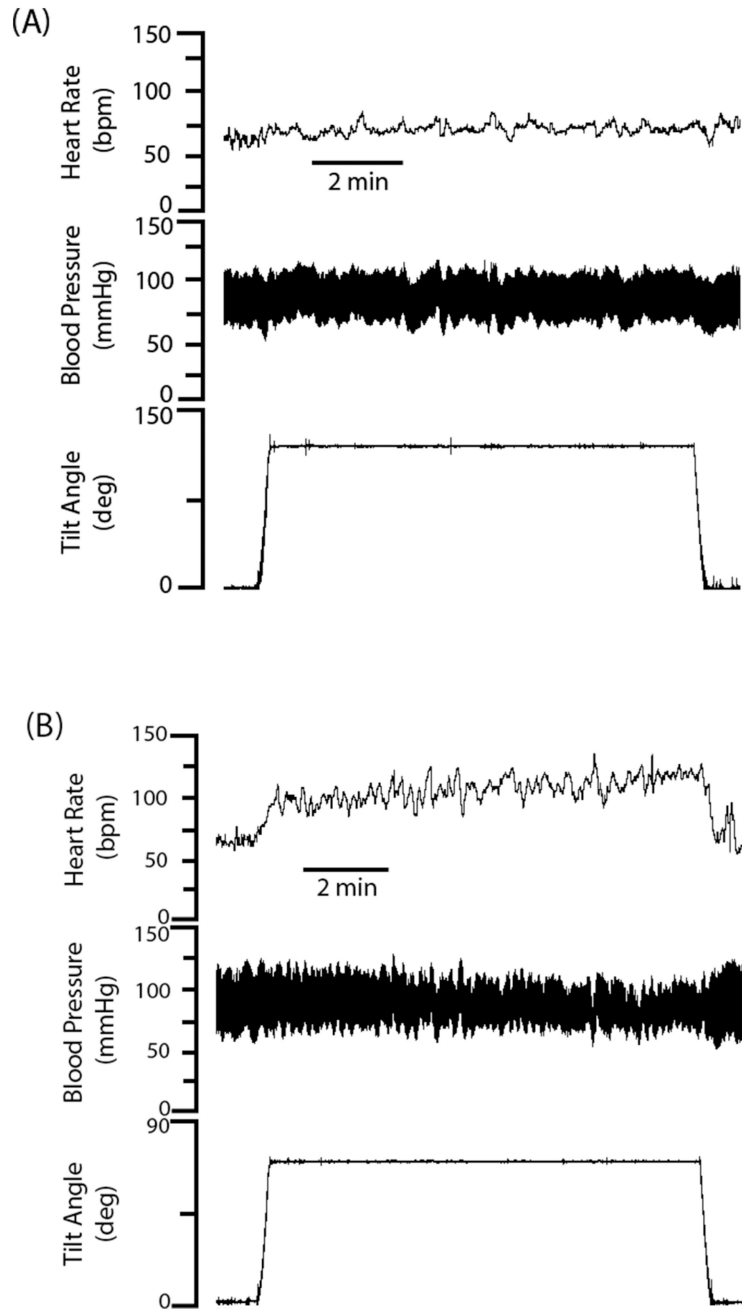 (A)
150
100
50
0
Heart Rate
(bpm)
2 min
150
100
50
0
Blood Pressure
(mmHg)
150
0
Tilt Angle
(deg)
(B)
150
100
50
0
Heart Rate
(bpm)
2 min
150
100
50
0
Blood Pressure
(mmHg)
90
0
Tilt Angle
(deg)